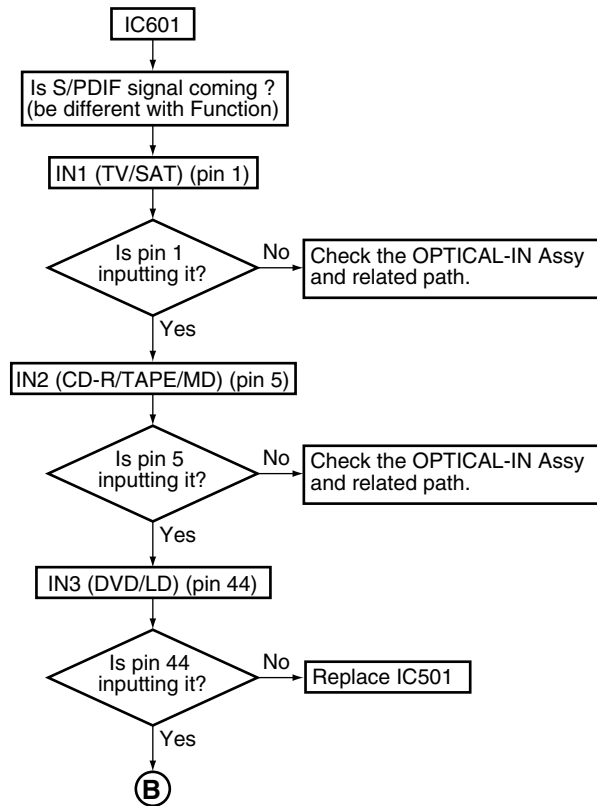 IC601
Is S/PDIF signal coming ?
(be different with Function)
IN1 (TV/SAT) (pin 1)
Is pin 1
inputting it?
No
Check the OPTICAL-IN Assy
and related path.
Yes
IN2 (CD-R/TAPE/MD) (pin 5)
Is pin 5
inputting it?
No
Check the OPTICAL-IN Assy
and related path.
Yes
IN3 (DVD/LD) (pin 44)
Is pin 44
inputting it?
No
Replace IC501
Yes
B